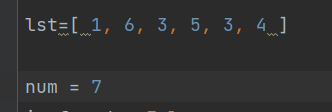 lst=[ 1, 6, 3, 5, 3, 4 ]
num = 7